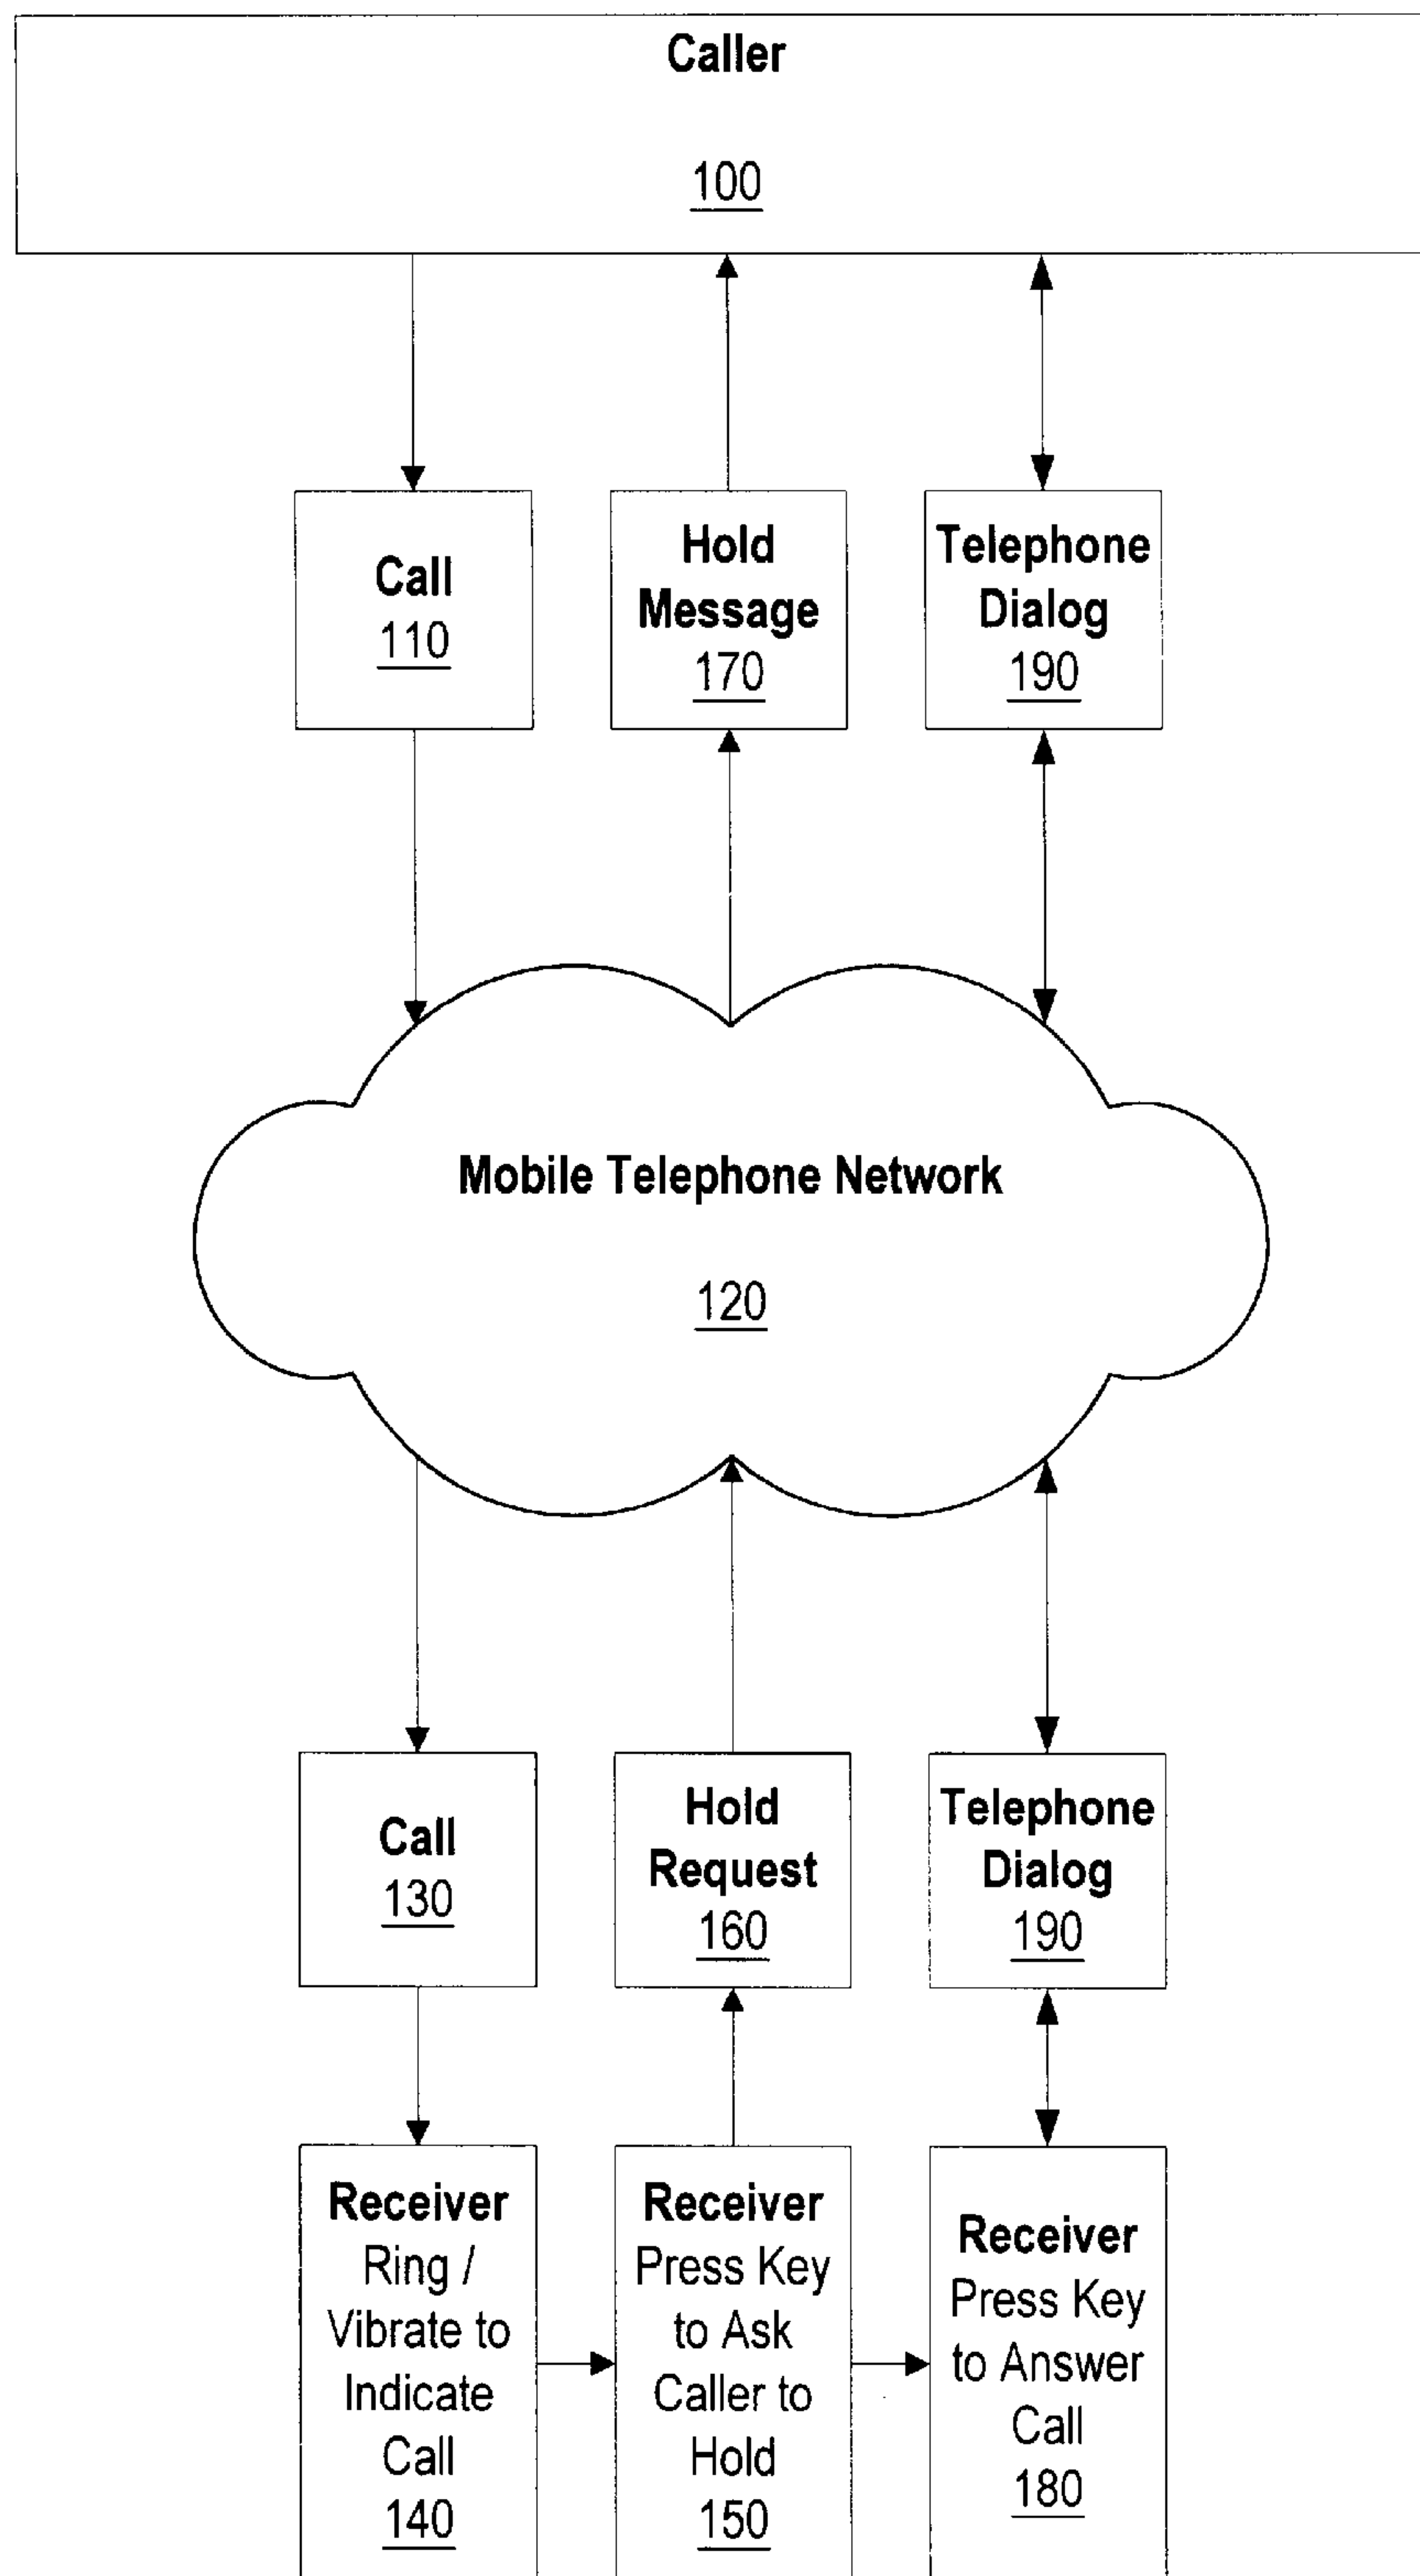 Caller
100
Call
110
Hold
Message
170
Telephone
Dialog
190
Mobile Telephone Network
120
Call
130
Hold
Request
160
Telephone
Dialog
190
Receiver
Ring /
Vibrate to
Indicate
Call
140
Receiver
Press Key
to Ask
Caller to
Hold
150
Receiver
Press Key
to Answer
Call
180